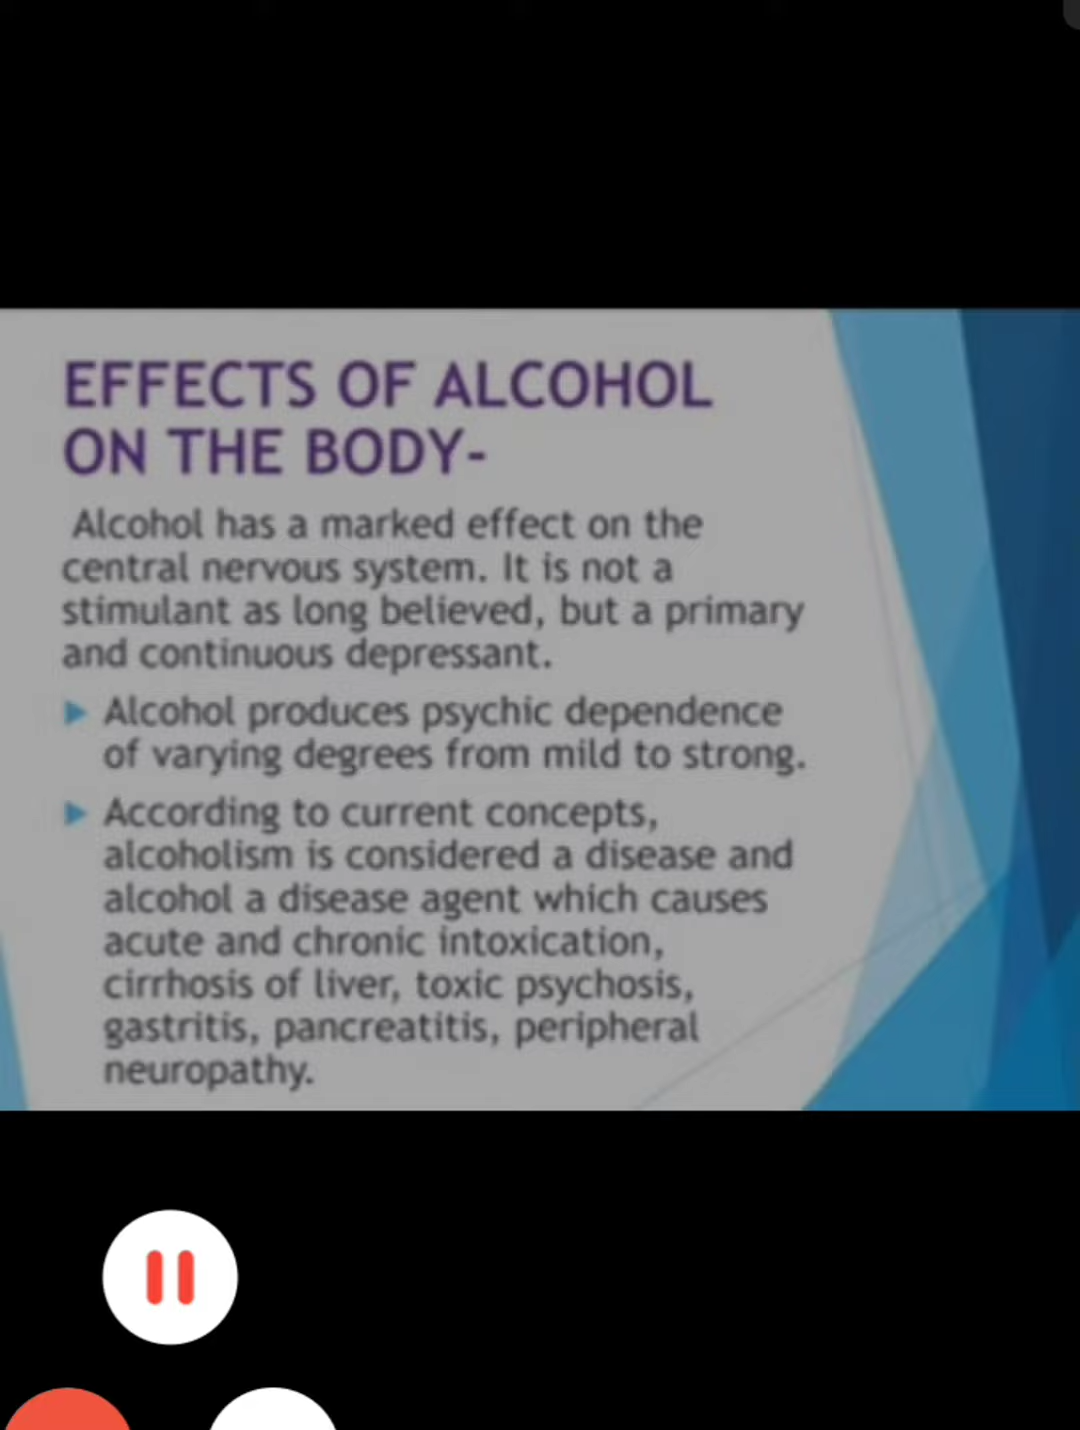 EFFECTS OF ALCOHOL
ON THE BODY-
Alcohol has a marked effect on the
central nervous system. It is not a
stimulant as long believed, but a primary
and continuous depressant.
Alcohol produces psychic dependence
of varying degrees from mild to strong.
According to current concepts,
alcoholism is considered a disease and
alcohol a disease agent which causes
acute and chronic intoxication,
cirrhosis of liver, toxic psychosis,
gastritis, pancreatitis, peripheral
neuropathy.